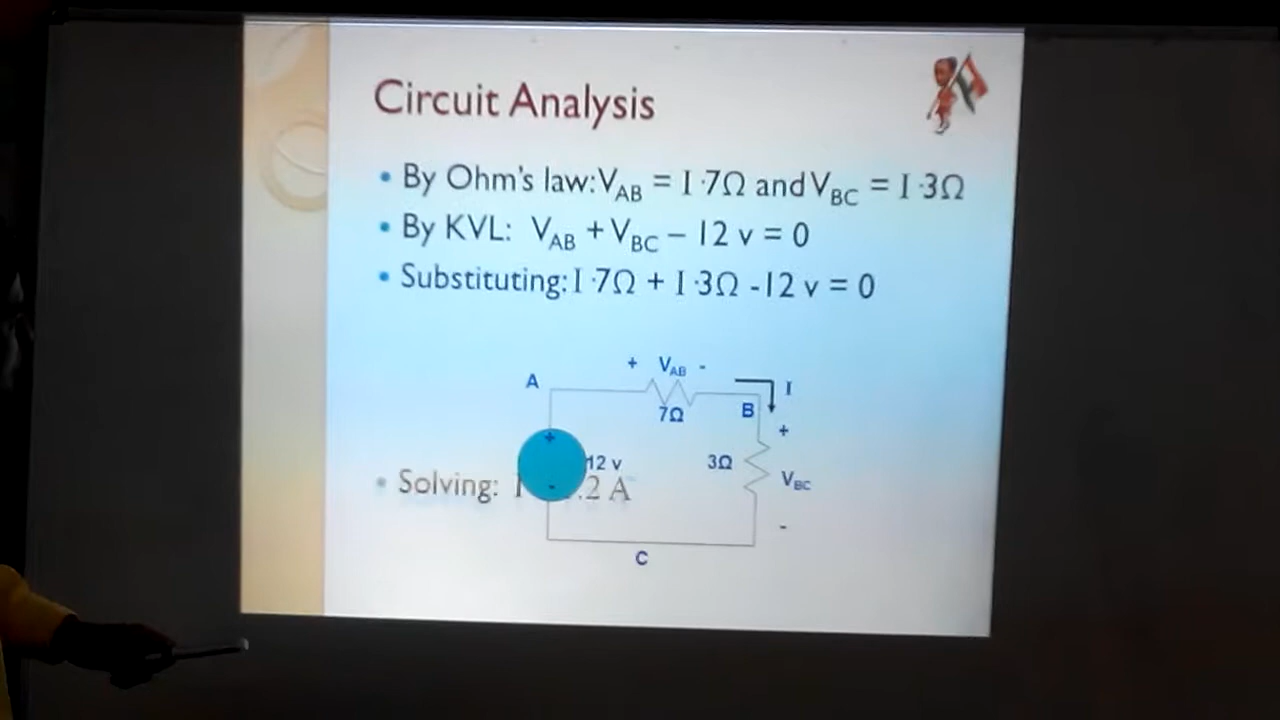 Circuit Analysis
• By Ohm's law: V_AB = I·7Ω and V_BC = I·3Ω
• By KVL: V_AB + V_BC – 12 v = 0
• Substituting: I·7Ω + I·3Ω -12 v = 0
+ V_AB -
A
I
7Ω
B
+
+
12 v
3Ω
V_BC
• Solving: I .2 A
-
-
C